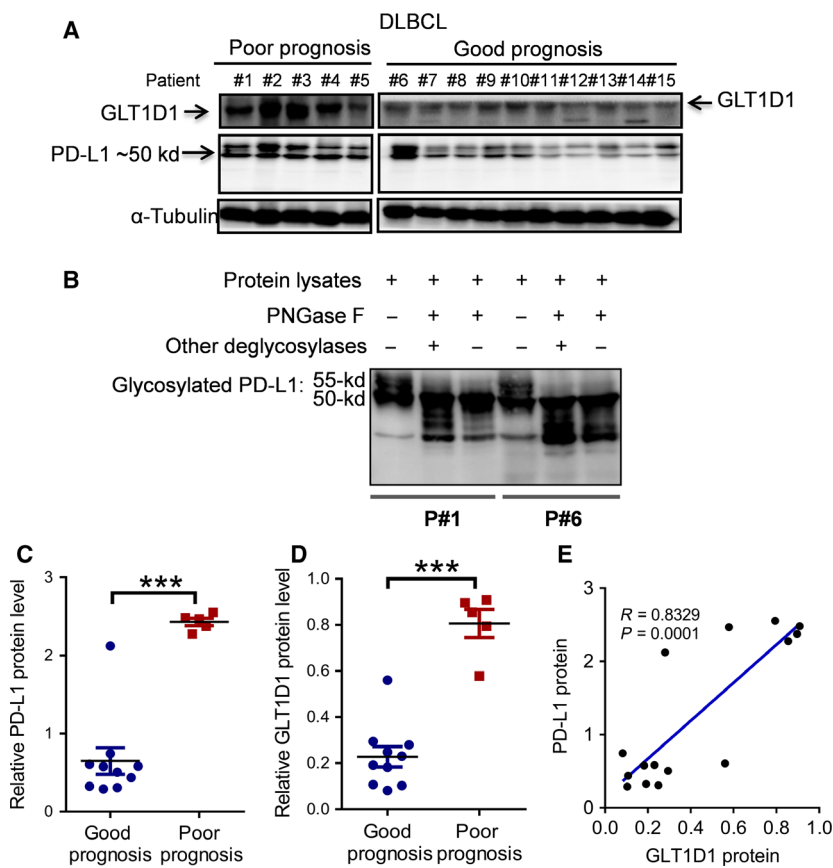 A
DLBCL
Poor prognosis Good prognosis
Patient #1 #2 #3 #4 #5 #6 #7 #8 #9 #10 #11 #12 #13 #14 #15
GLT1D1
GLT1D1
PD-L1 ~50 kd
α-Tubulin
B
Protein lysates + + + + + +
PNGase F – + + – + +
Other deglycosylases – + – – + –
Glycosylated PD-L1: 55-kd
50-kd
P#1 P#6
C
Relative PD-L1 protein level
3
2
1
0
***
Good prognosis
Poor prognosis
D
Relative GLT1D1 protein level
1.0
0.8
0.6
0.4
0.2
0.0
***
Good prognosis
Poor prognosis
E
PD-L1 protein
3
2
1
0
R = 0.8329
P = 0.0001
0.0 0.2 0.4 0.6 0.8 1.0
GLT1D1 protein